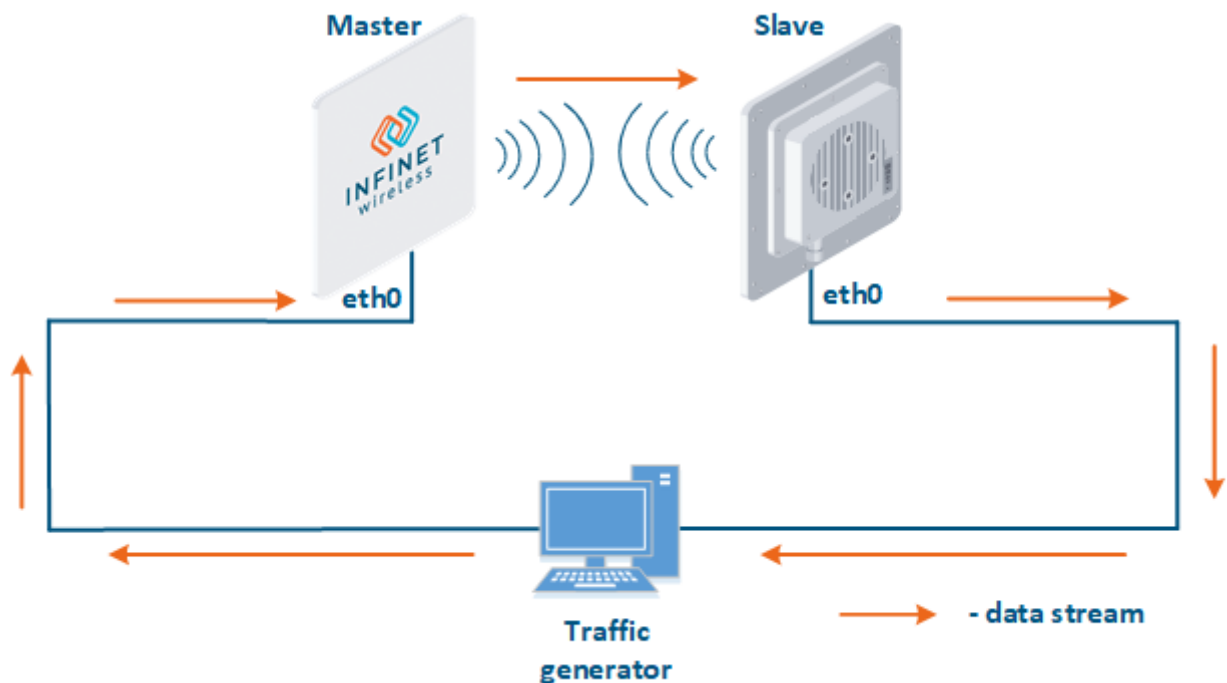 Master
Slave
INFINET
wireless
eth0
eth0
Traffic
generator
- data stream